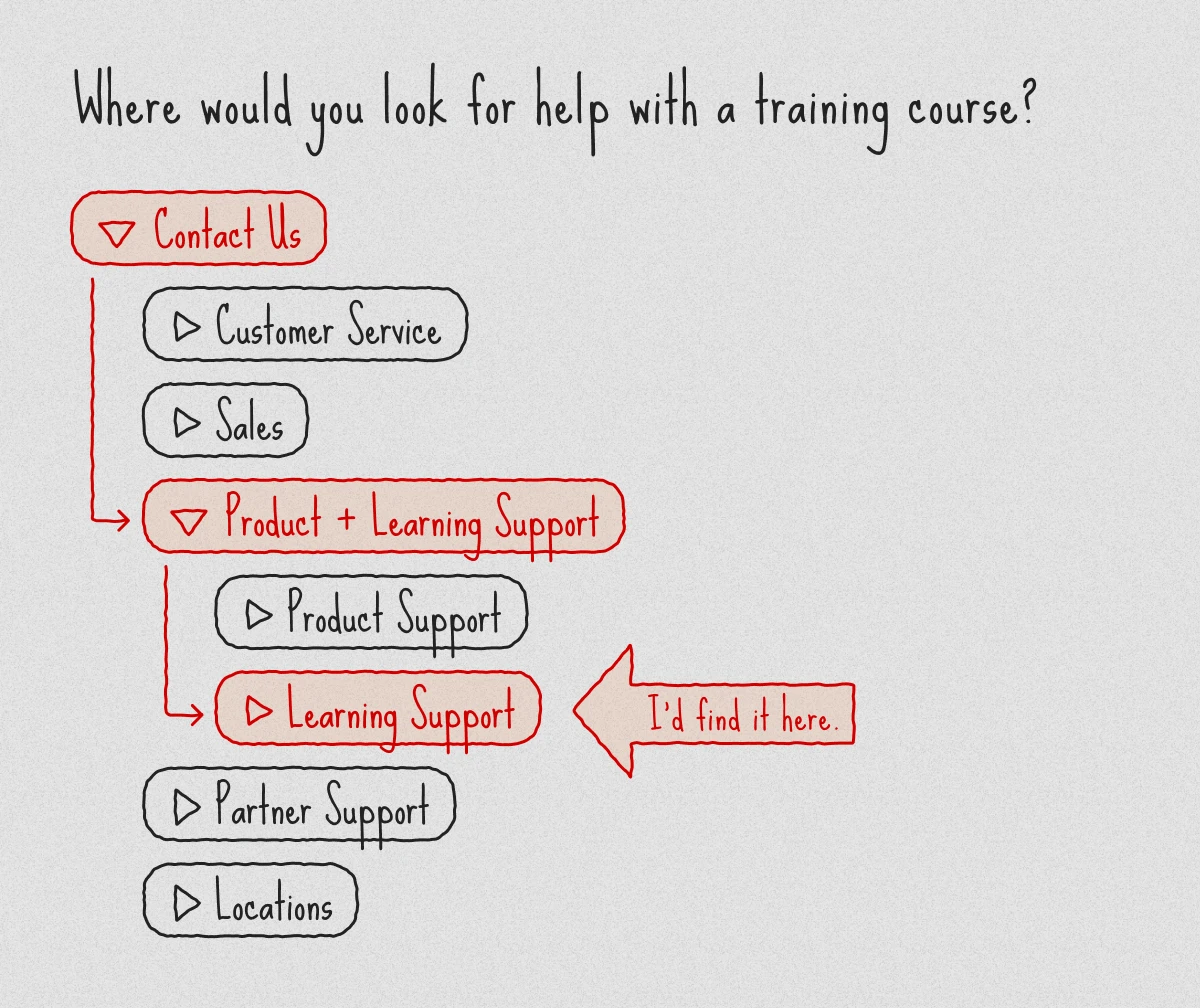 Where would you look for help with a training course?
Contact Us
Customer Service
Sales
Product + Learning Support
Product Support
Learning Support
I'd find it here.
Partner Support
Locations